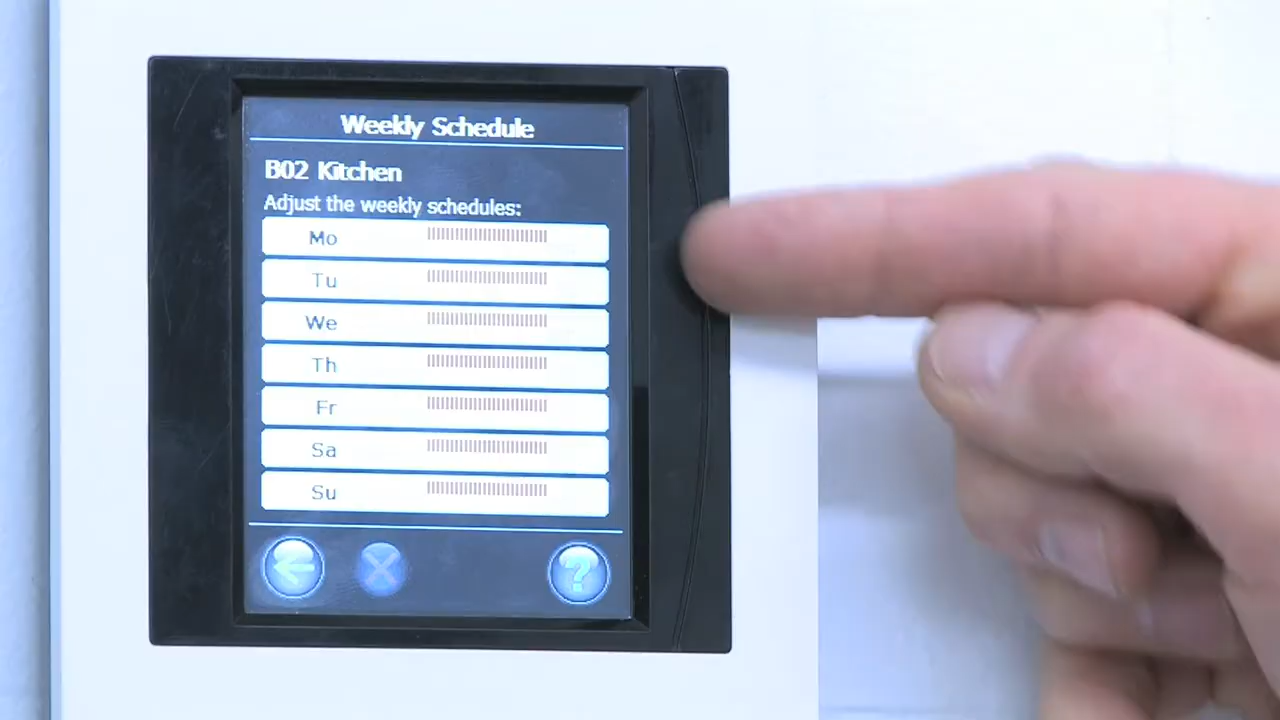 Weekly Schedule
B02 Kitchen
Adjust the weekly schedules:
Mo
Tu
We
Th
Fr
Sa
Su
?